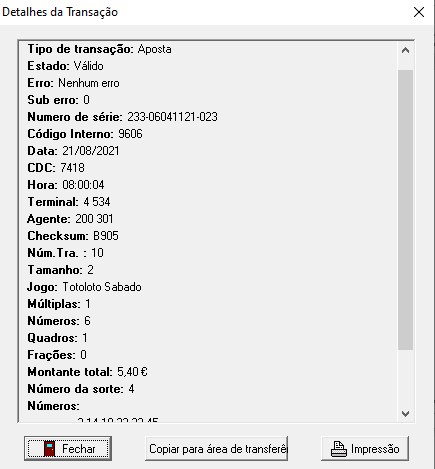 Detalhes da Transação
Tipo de transação: Aposta
Estado: Válido
Erro: Nenhum erro
Sub erro: 0
Numero de série: 233-06041121-023
Código Interno: 9606
Data: 21/08/2021
CDC: 7418
Hora: 08:00:04
Terminal: 4 534
Agente: 200 301
Checksum: B905
Núm.Tra. : 10
Tamanho: 2
Jogo: Totoloto Sabado
Múltiplas: 1
Números: 6
Quadros: 1
Frações: 0
Montante total: 5,40 €
Número da sorte: 4
Números:
Fechar
Copiar para área de transferê
Impressão